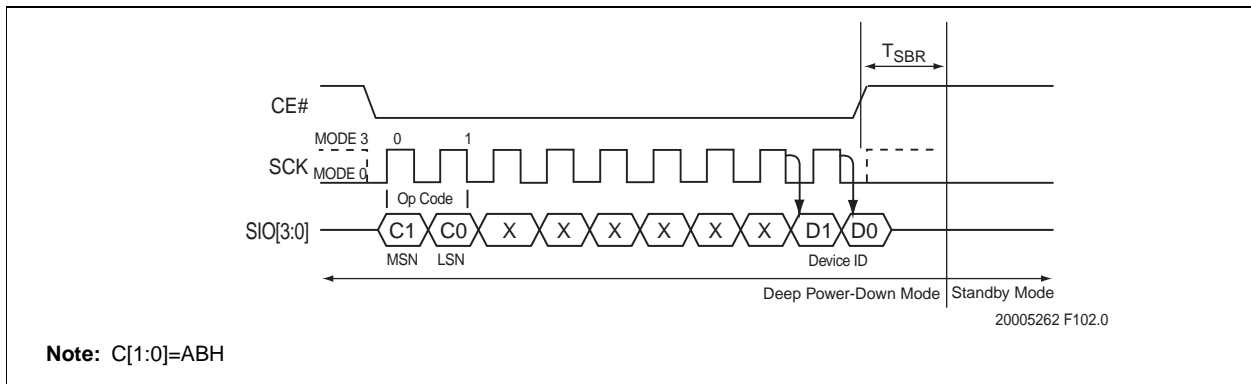 T SBR
CE#
MODE 3 0 1
SCK
MODE 0
Op Code
SIO[3:0] C1 C0 X X X X X X D1 D0
MSN LSN Device ID
Deep Power-Down Mode Standby Mode
20005262 F102.0
Note: C[1:0]=ABH